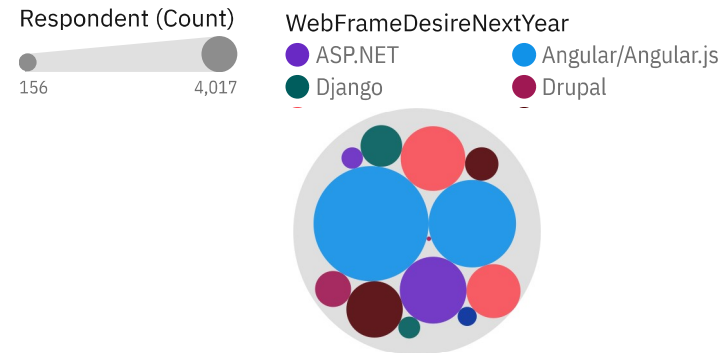 Respondent (Count)
156
4,017
WebFrameDesireNextYear
ASP.NET
Angular/Angular.js
Django
Drupal